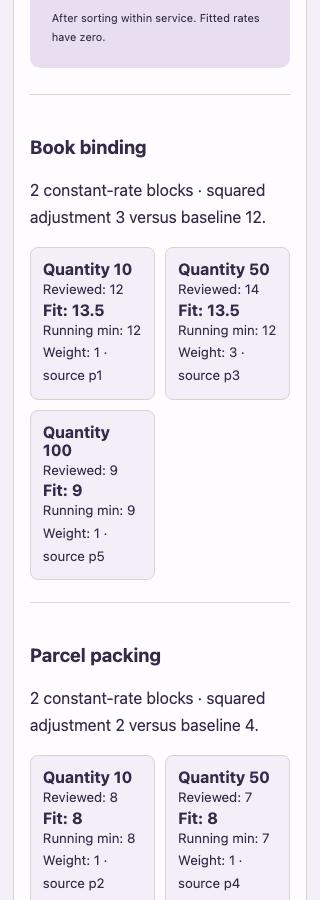 After sorting within service. Fitted rates
have zero.
Book binding
2 constant-rate blocks · squared
adjustment 3 versus baseline 12.
Quantity 10
Reviewed: 12
Fit: 13.5
Running min: 12
Weight: 1 ·
source p1
Quantity 50
Reviewed: 14
Fit: 13.5
Running min: 12
Weight: 3 ·
source p3
Quantity
100
Reviewed: 9
Fit: 9
Running min: 9
Weight: 1 ·
source p5
Parcel packing
2 constant-rate blocks · squared
adjustment 2 versus baseline 4.
Quantity 10
Reviewed: 8
Fit: 8
Running min: 8
Weight: 1 ·
source p2
Quantity 50
Reviewed: 7
Fit: 8
Running min: 7
Weight: 1 ·
source p4